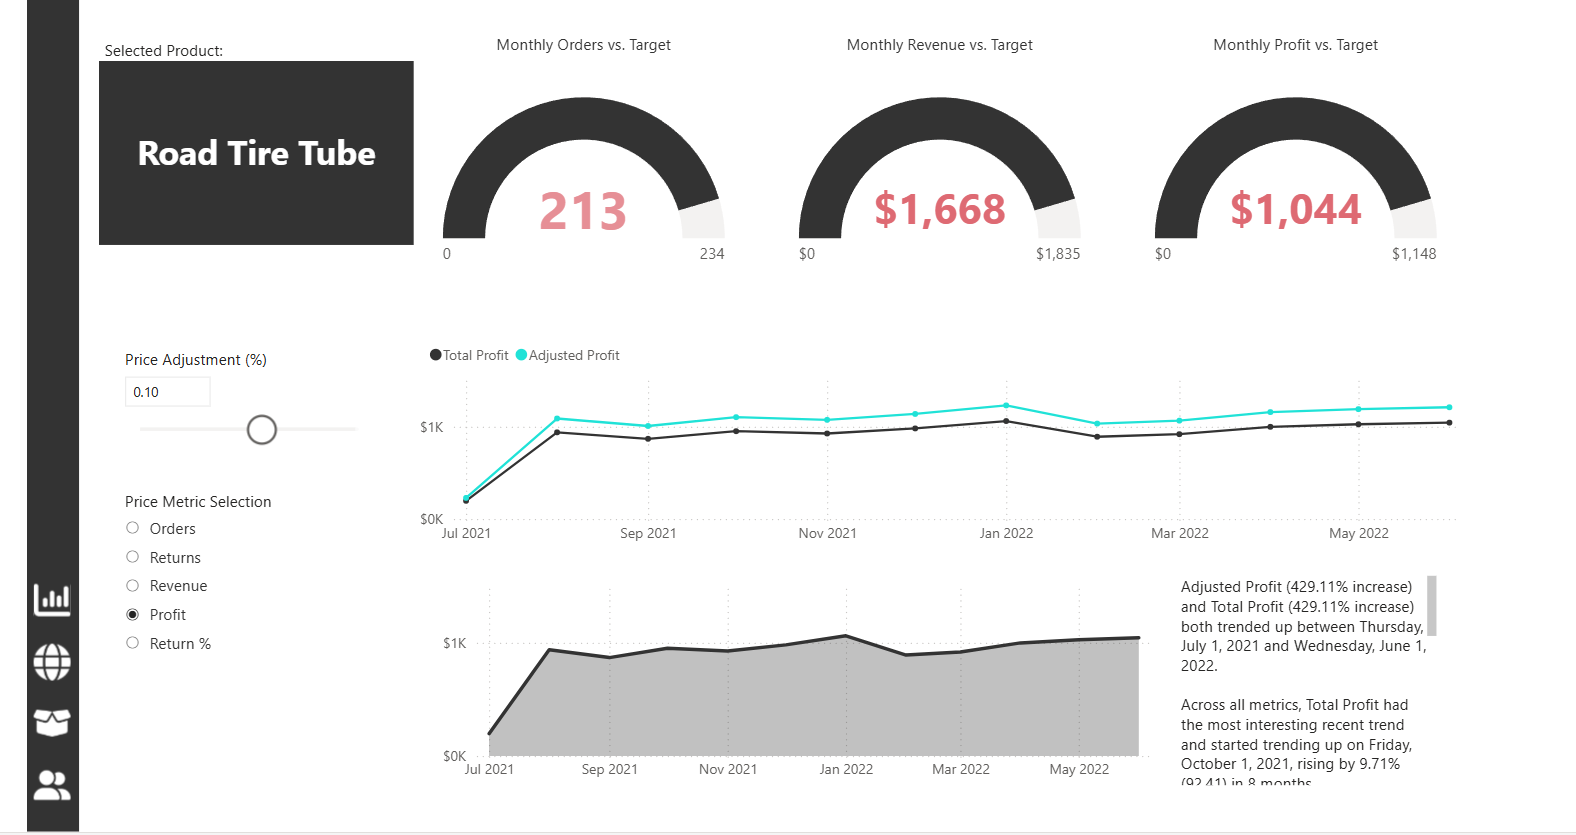 Selected Product:
Road Tire Tube
Monthly Orders vs. Target
213
0
234
Monthly Revenue vs. Target
$1,668
$0
$1,835
Monthly Profit vs. Target
$1,044
$0
$1,148
Price Adjustment (%)
0.10
Price Metric Selection
Orders
Returns
Revenue
Profit
Return %
Total Profit
Adjusted Profit
$1K
$0K
Jul 2021
Sep 2021
Nov 2021
Jan 2022
Mar 2022
May 2022
$1K
$0K
Jul 2021
Sep 2021
Nov 2021
Jan 2022
Mar 2022
May 2022
Adjusted Profit (429.11% increase)
and Total Profit (429.11% increase)
both trended up between Thursday,
July 1, 2021 and Wednesday, June 1,
2022.
Across all metrics, Total Profit had
the most interesting recent trend
and started trending up on Friday,
October 1, 2021, rising by 9.71%
(92.41) in 8 months